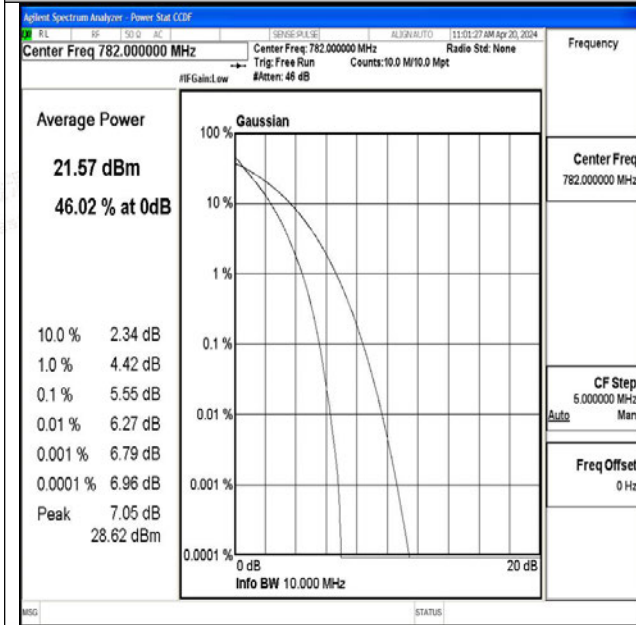 Agilent Spectrum Analyzer - Power Stat CCDF
RL RF 50 Ω AC SENSE:PULSE ALIGN AUTO 11:01:27 AM Apr 20, 2024
Center Freq 782.000000 MHz
Center Freq: 782.000000 MHz Radio Std: None
Trig: Free Run Counts:10.0 M/10.0 Mpt
#IFGain:Low #Atten: 46 dB
Frequency
Average Power
21.57 dBm
46.02 % at 0dB
10.0 % 2.34 dB
1.0 % 4.42 dB
0.1 % 5.55 dB
0.01 % 6.27 dB
0.001 % 6.79 dB
0.0001 % 6.96 dB
Peak 7.05 dB
28.62 dBm
Gaussian
100 %
10 %
1 %
0.1 %
0.01 %
0.001 %
0.0001 %
0 dB 20 dB
Info BW 10.000 MHz
Center Freq
782.000000 MHz
CF Step
5.000000 MHz
Auto Man
Freq Offset
0 Hz
MSG STATUS